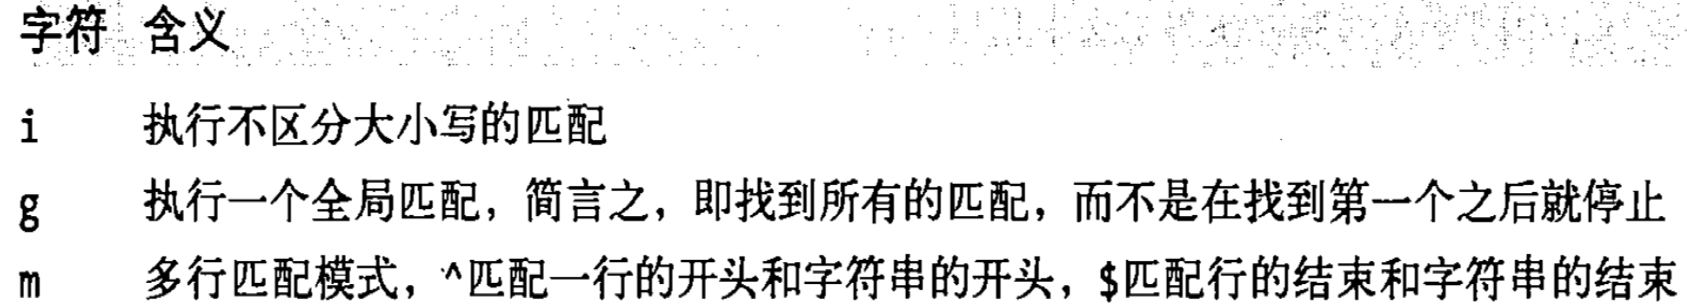 字符 含义
i 执行不区分大小写的匹配
g 执行一个全局匹配，简言之，即找到所有的匹配，而不是在找到第一个之后就停止
m 多行匹配模式，^匹配一行的开头和字符串的开头，$匹配行的结束和字符串的结束